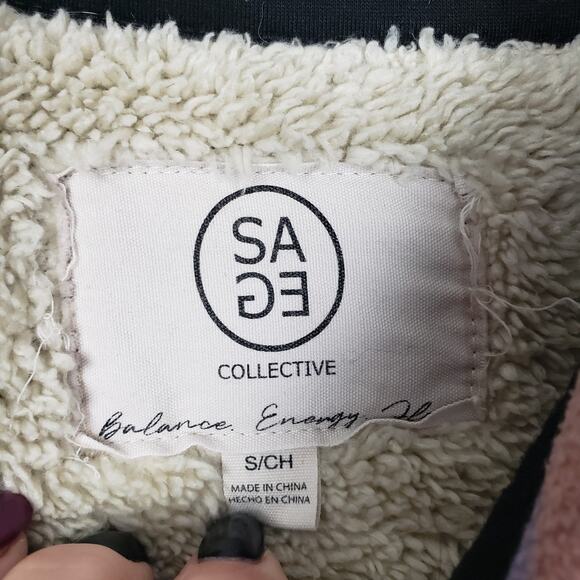 SA
GE
COLLECTIVE
Balance. Energy.
S/CH
MADE IN CHINA
HECHO EN CHINA